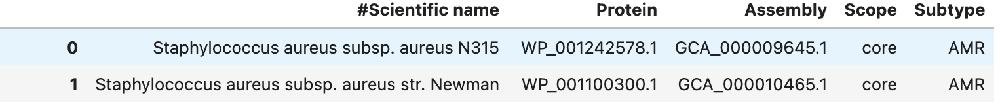 #Scientific name Protein Assembly Scope Subtype
0 Staphylococcus aureus subsp. aureus N315 WP_001242578.1 GCA_000009645.1 core AMR
1 Staphylococcus aureus subsp. aureus str. Newman WP_001100300.1 GCA_000010465.1 core AMR